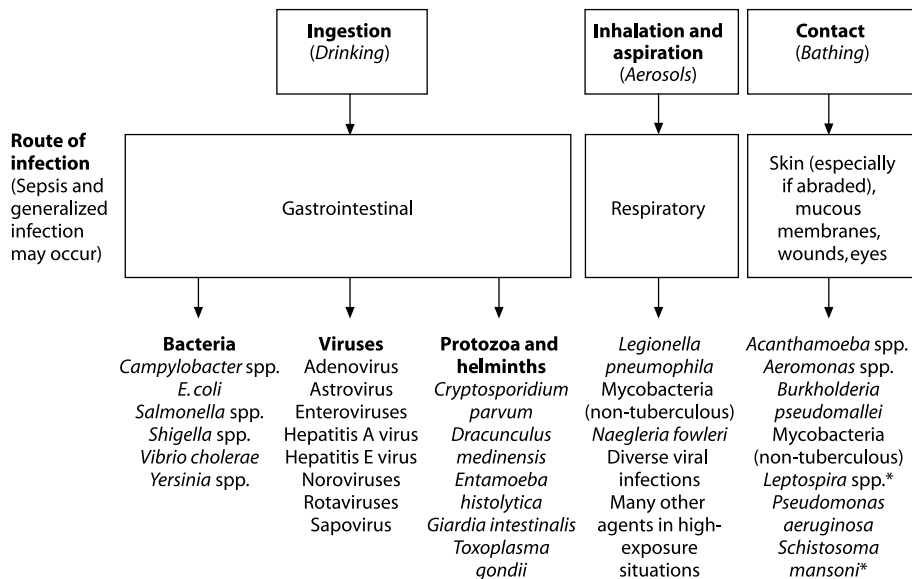 Ingestion
(Drinking)
Inhalation and
aspiration
(Aerosols)
Contact
(Bathing)
Route of
infection
(Sepsis and
generalized
infection
may occur)
Gastrointestinal
Respiratory
Skin (especially
if abraded),
mucous
membranes,
wounds, eyes
Bacteria
Campylobacter spp.
E. coli
Salmonella spp.
Shigella spp.
Vibrio cholerae
Yersinia spp.
Viruses
Adenovirus
Astrovirus
Enteroviruses
Hepatitis A virus
Hepatitis E virus
Noroviruses
Rotaviruses
Sapovirus
Protozoa and
helminths
Cryptosporidium
parvum
Dracunculus
medinensis
Entamoeba
histolytica
Giardia intestinalis
Toxoplasma
gondii
Legionella
pneumophila
Mycobacteria
(non-tuberculous)
Naegleria fowleri
Diverse viral
infections
Many other
agents in high-
exposure
situations
Acanthamoeba spp.
Aeromonas spp.
Burkholderia
pseudomallei
Mycobacteria
(non-tuberculous)
Leptospira spp.*
Pseudomonas
aeruginosa
Schistosoma
mansoni*